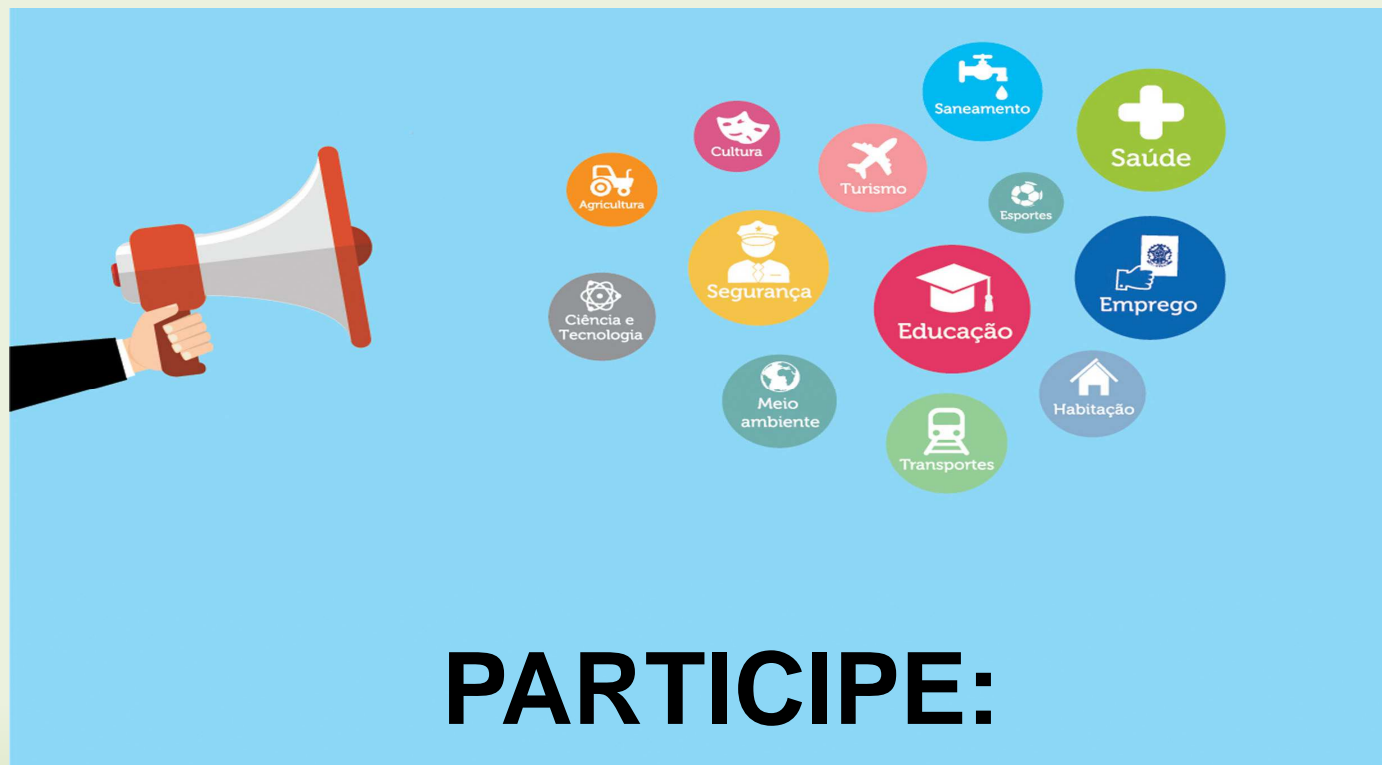 Saneamento
Saúde
Cultura
Turismo
Agricultura
Esportes
Segurança
Emprego
Educação
Ciência e
Tecnologia
Meio
ambiente
Habitação
Transportes
PARTICIPE: